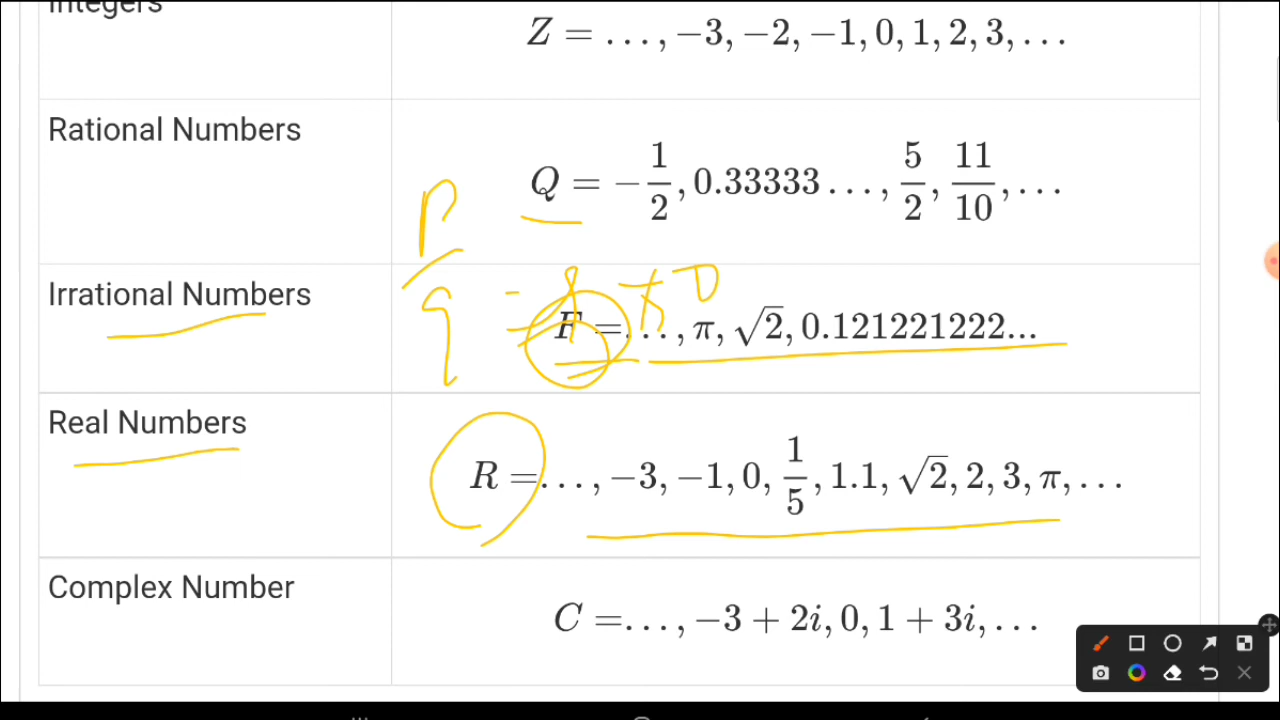 Integers
Z = ..., −3, −2, −1, 0, 1, 2, 3, ...
Rational Numbers
Q = −1/2, 0.33333..., 5/2, 11/10, ...
p/q
Irrational Numbers
F = ..., π, √2, 0.121221222...
≠ 0
Real Numbers
R = ..., −3, −1, 0, 1/5, 1.1, √2, 2, 3, π, ...
Complex Number
C = ..., −3 + 2i, 0, 1 + 3i, ...